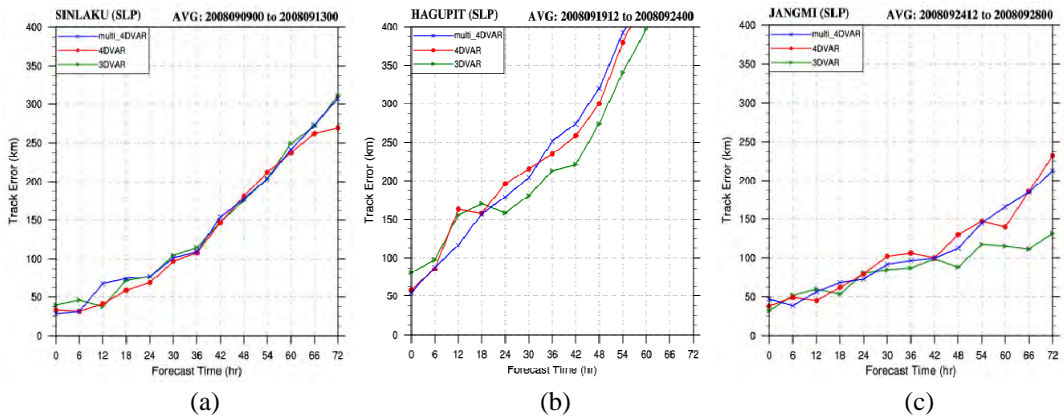 SINLAKU (SLP) AVG: 2008090900 to 2008091300
multi_4DVAR
4DVAR
3DVAR
Track Error (km)
400
350
300
250
200
150
100
50
0
0 6 12 18 24 30 36 42 48 54 60 66 72
Forecast Time (hr)
(a)
HAGUPIT (SLP) AVG: 2008091912 to 2008092400
multi_4DVAR
4DVAR
3DVAR
Track Error (km)
400
350
300
250
200
150
100
50
0
0 6 12 18 24 30 36 42 48 54 60 66 72
Forecast Time (hr)
(b)
JANGMI (SLP) AVG: 2008092412 to 2008092800
multi_4DVAR
4DVAR
3DVAR
Track Error (km)
400
350
300
250
200
150
100
50
0
0 6 12 18 24 30 36 42 48 54 60 66 72
Forecast Time (hr)
(c)